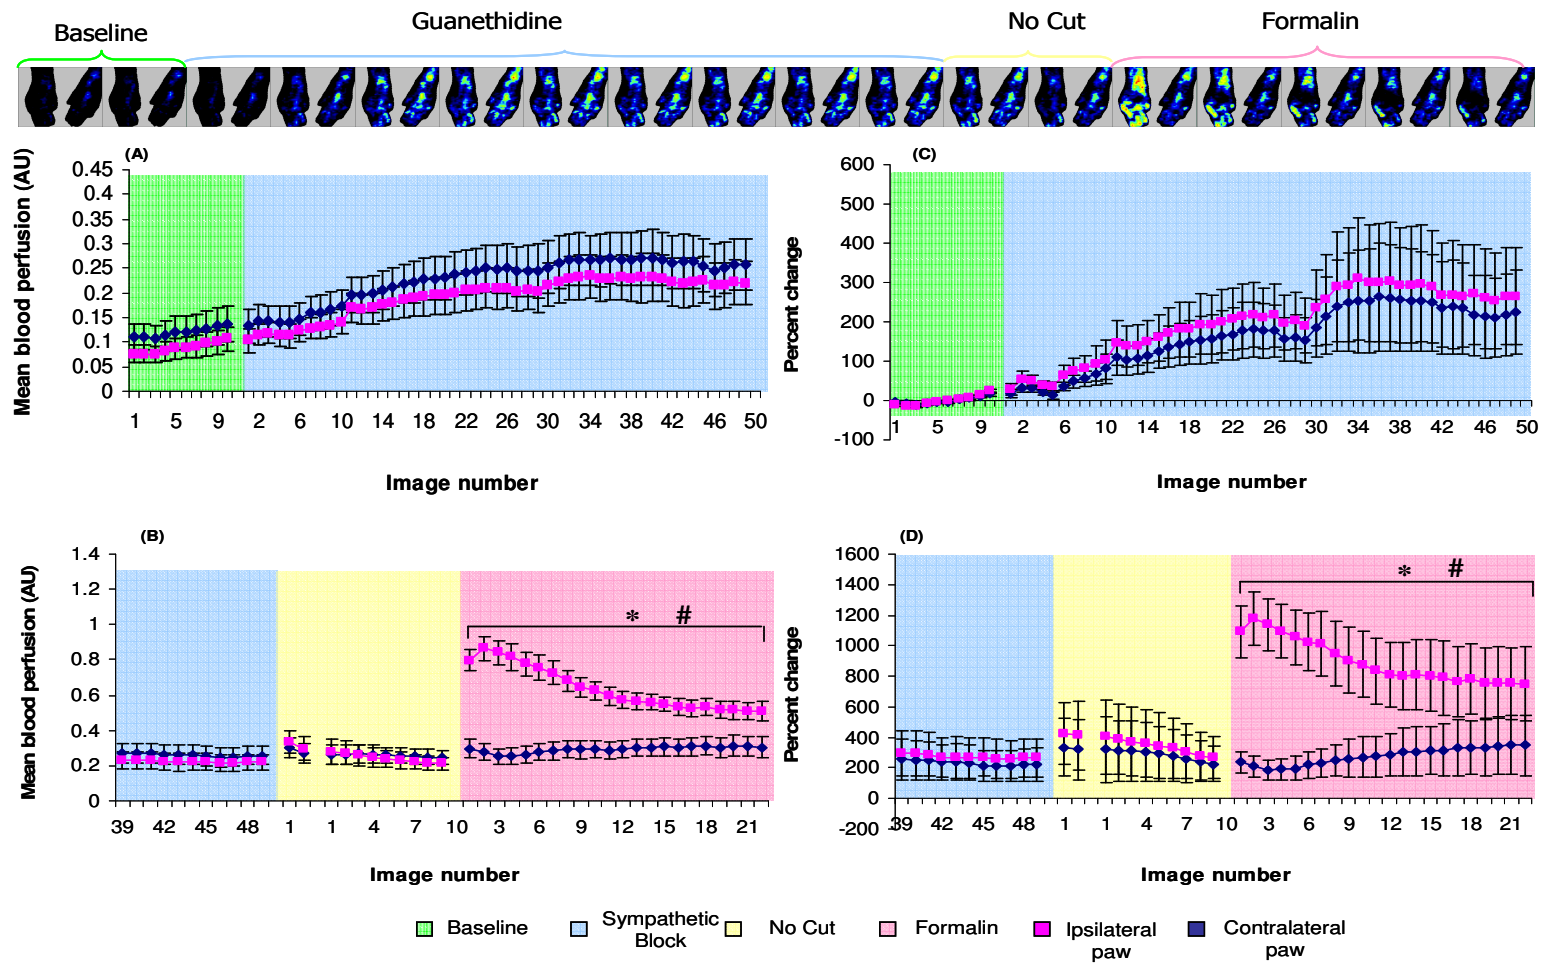 Baseline
Guanethidine
No Cut
Formalin
(A)
Mean blood perfusion (AU)
0.45
0.4
0.35
0.3
0.25
0.2
0.15
0.1
0.05
0
1 5 9 2 6 10 14 18 22 26 30 34 38 42 46 50
Image number
(C)
Percent change
600
500
400
300
200
100
0
-100
1 5 9 2 6 10 14 18 22 26 30 34 38 42 46 50
Image number
(B)
Mean blood perfusion (AU)
1.4
1.2
1
0.8
0.6
0.4
0.2
0
* #
39 42 45 48 1 1 4 7 10 3 6 9 12 15 18 21
Image number
(D)
Percent change
1600
1400
1200
1000
800
600
400
200
0
-200
* #
39 42 45 48 1 1 4 7 10 3 6 9 12 15 18 21
Image number
Baseline
Sympathetic
Block
No Cut
Formalin
Ipsilateral
paw
Contralateral
paw